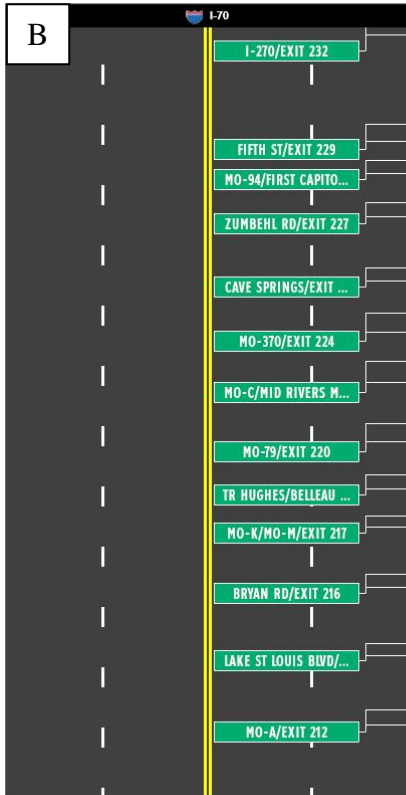 B
I-70
I-270/EXIT 232
FIFTH ST/EXIT 229
MO-94/FIRST CAPITO...
ZUMBEHL RD/EXIT 227
CAVE SPRINGS/EXIT ...
MO-370/EXIT 224
MO-C/MID RIVERS M...
MO-79/EXIT 220
TR HUGHES/BELLEAU ...
MO-K/MO-M/EXIT 217
BRYAN RD/EXIT 216
LAKE ST LOUIS BLVD/...
MO-A/EXIT 212